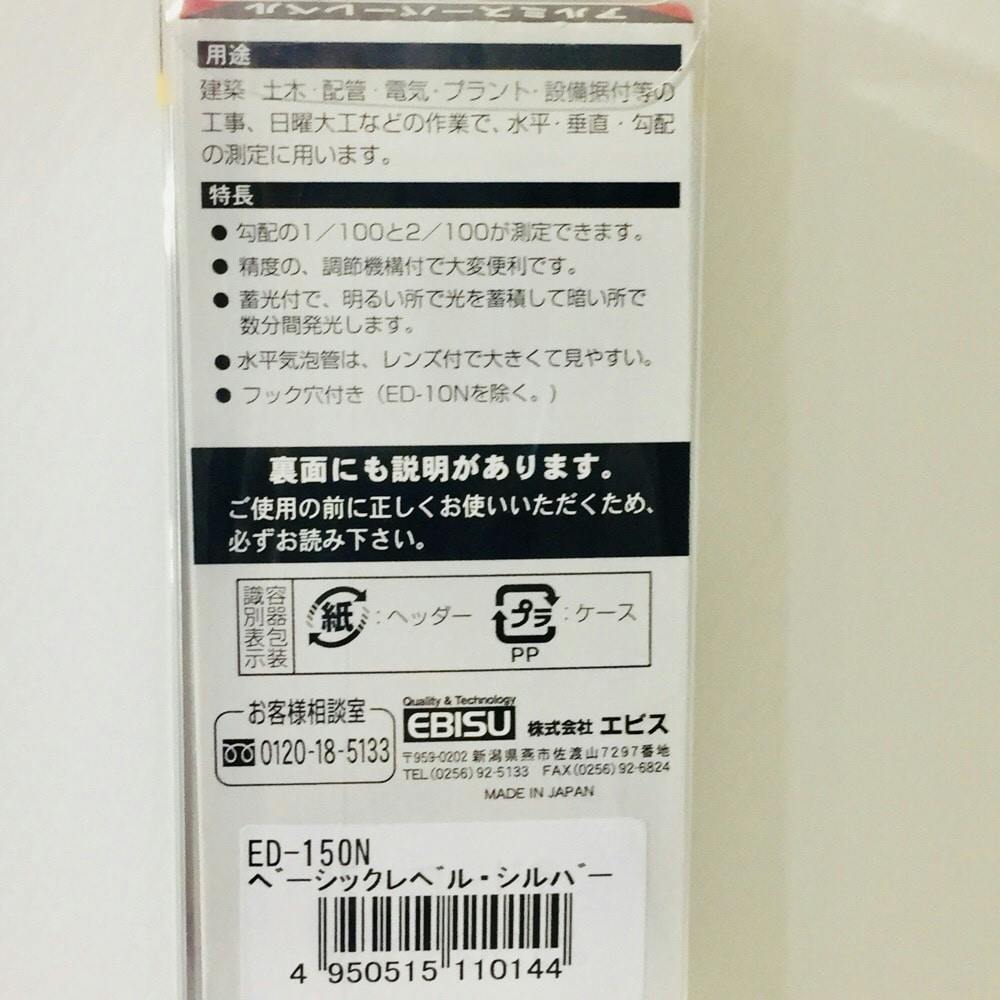 アルミスーパーレベル
用途
建築 土木・配管・電気・プラント・設備据付等の
工事、日曜大工などの作業で、水平・垂直・勾配
の測定に用います。
特長
● 勾配の1／100と2／100が測定できます。
● 精度の、調節機構付で大変便利です。
● 蓄光付で、明るい所で光を蓄積して暗い所で
数分間発光します。
● 水平気泡管は、レンズ付で大きくて見やすい。
● フック穴付き（ED-10Nを除く。）
裏面にも説明があります。
ご使用の前に正しくお使いいただくため、
必ずお読み下さい。
容器包装
識別表示
紙：ヘッダー
プラ：ケース
PP
お客様相談室
0120-18-5133
Quality & Technology
EBISU 株式会社 エビス
〒959-0202 新潟県燕市佐渡山7297番地
TEL(0256)92-5133 FAX(0256)92-6824
MADE IN JAPAN
ED-150N
ﾍﾞｰｼｯｸﾚﾍﾞﾙ・ｼﾙﾊﾞｰ
4 950515 110144